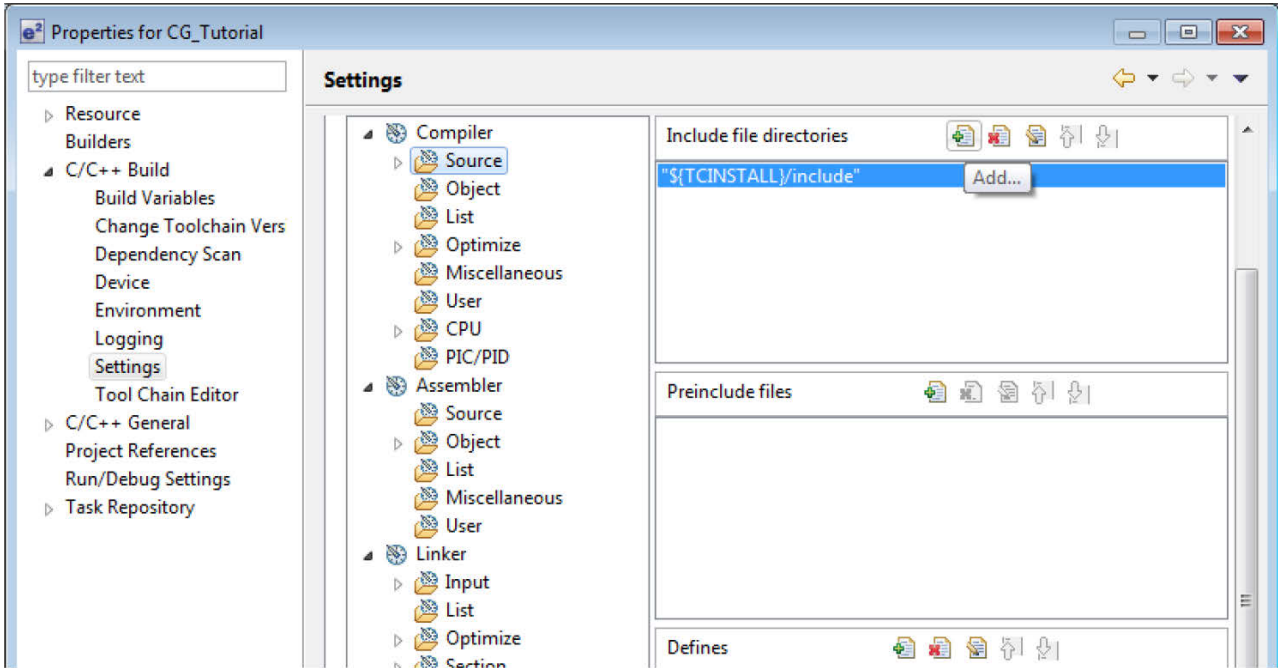 e² Properties for CG_Tutorial
type filter text
Resource
Builders
C/C++ Build
Build Variables
Change Toolchain Vers
Dependency Scan
Device
Environment
Logging
Settings
Tool Chain Editor
C/C++ General
Project References
Run/Debug Settings
Task Repository
Settings
Compiler
Source
Object
List
Optimize
Miscellaneous
User
CPU
PIC/PID
Assembler
Source
Object
List
Miscellaneous
User
Linker
Input
List
Optimize
Section
Include file directories
"${TCINSTALL}/include"
Add...
Preinclude files
Defines